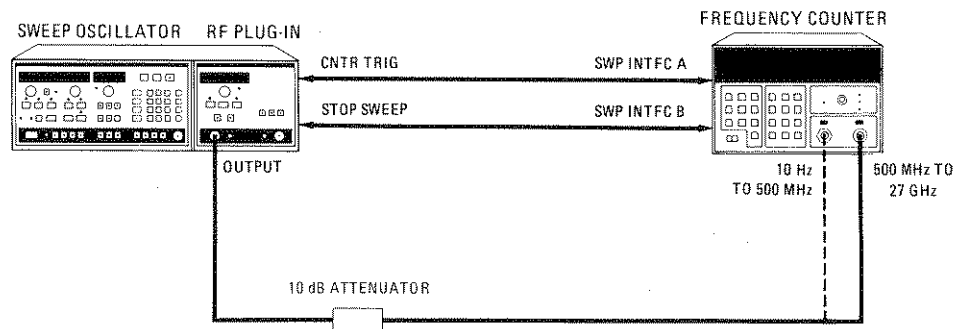 FREQUENCY COUNTER
SWEEP OSCILLATOR RF PLUG-IN
CNTR TRIG SWP INTFC A
STOP SWEEP SWP INTFC B
OUTPUT
10 Hz
TO 500 MHz
500 MHz TO
27 GHz
10 dB ATTENUATOR